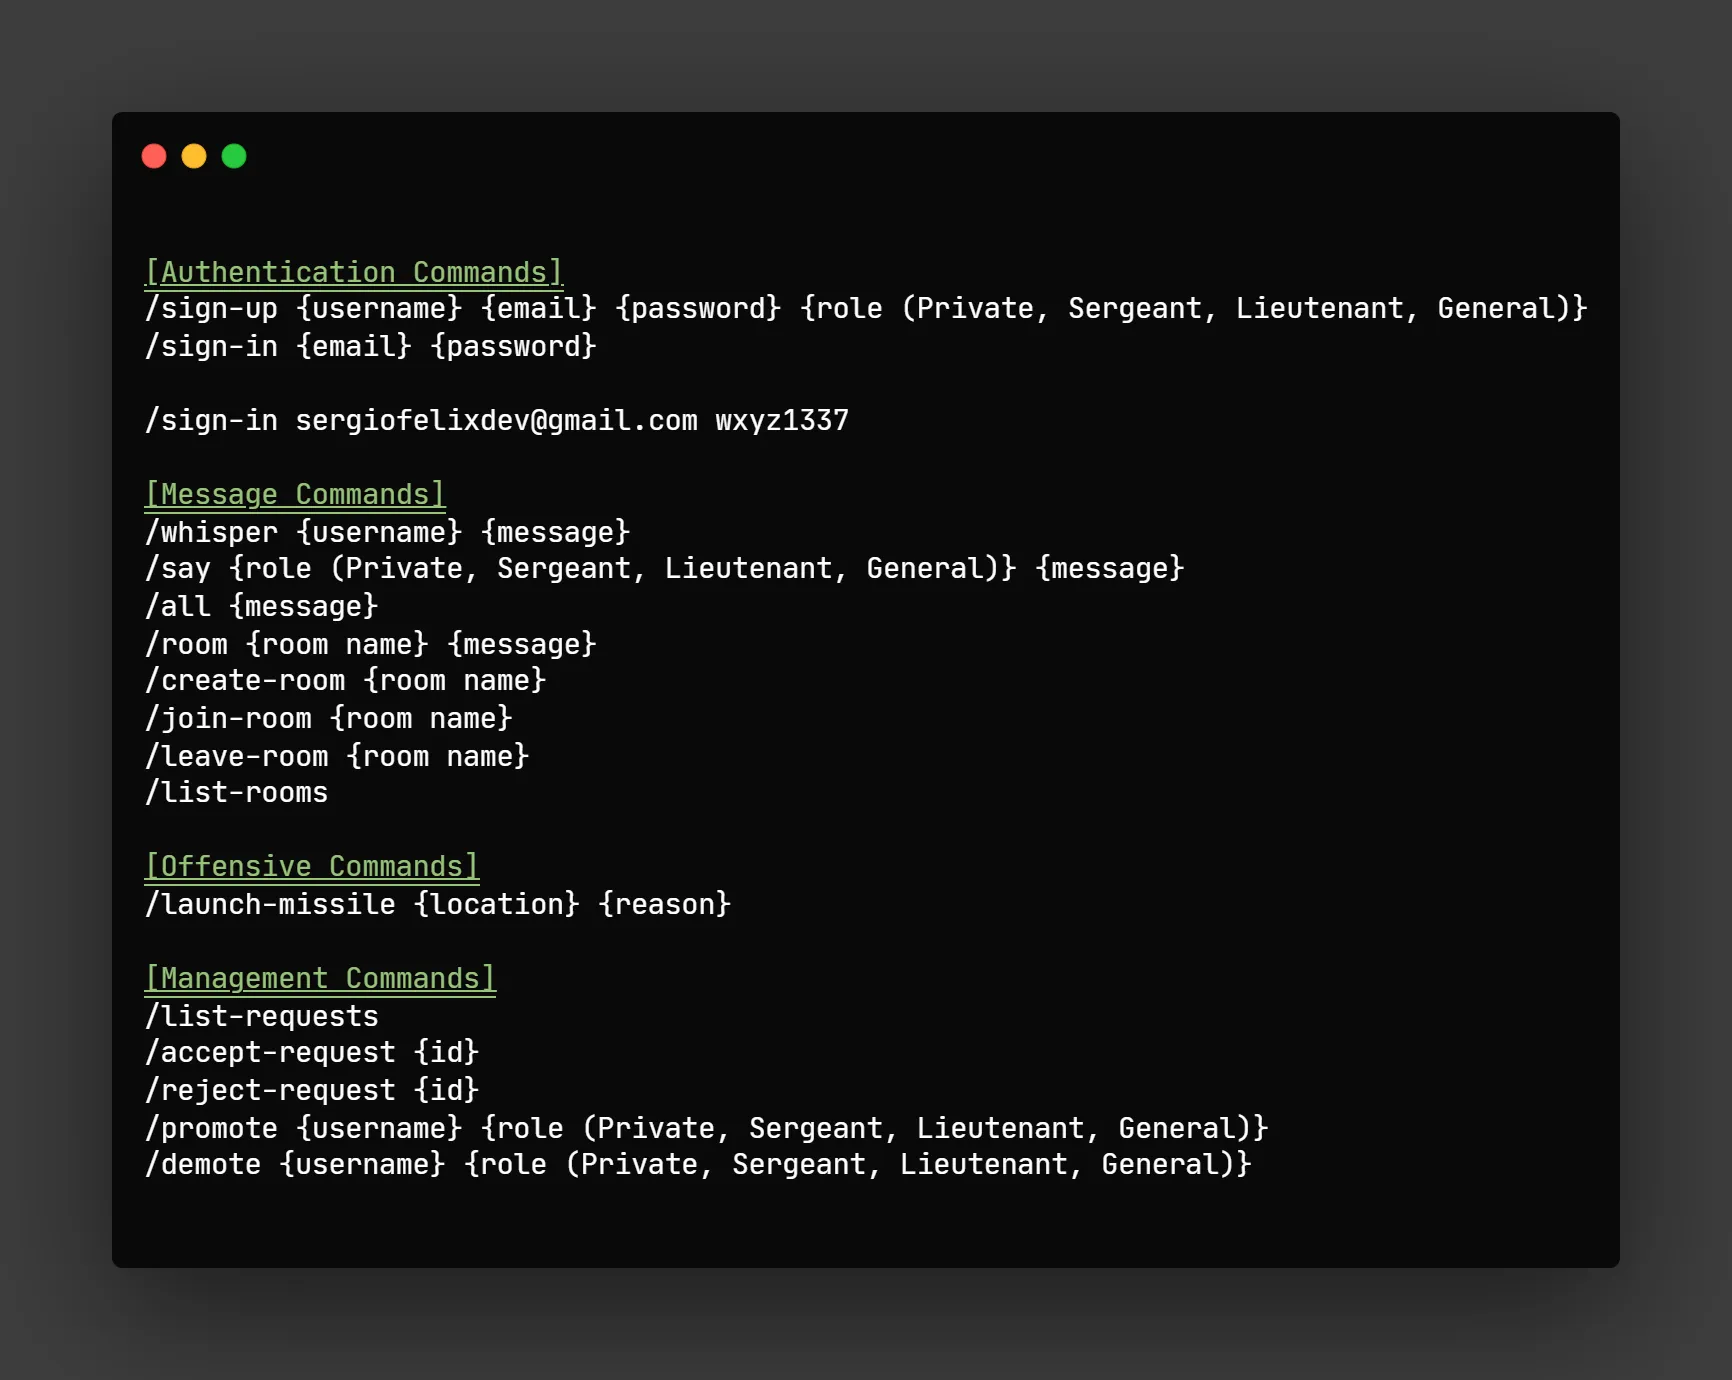 [Authentication Commands]
/sign-up {username} {email} {password} {role (Private, Sergeant, Lieutenant, General)}
/sign-in {email} {password}
/sign-in sergiofelixdev@gmail.com wxyz1337
[Message Commands]
/whisper {username} {message}
/say {role (Private, Sergeant, Lieutenant, General)} {message}
/all {message}
/room {room name} {message}
/create-room {room name}
/join-room {room name}
/leave-room {room name}
/list-rooms
[Offensive Commands]
/launch-missile {location} {reason}
[Management Commands]
/list-requests
/accept-request {id}
/reject-request {id}
/promote {username} {role (Private, Sergeant, Lieutenant, General)}
/demote {username} {role (Private, Sergeant, Lieutenant, General)}